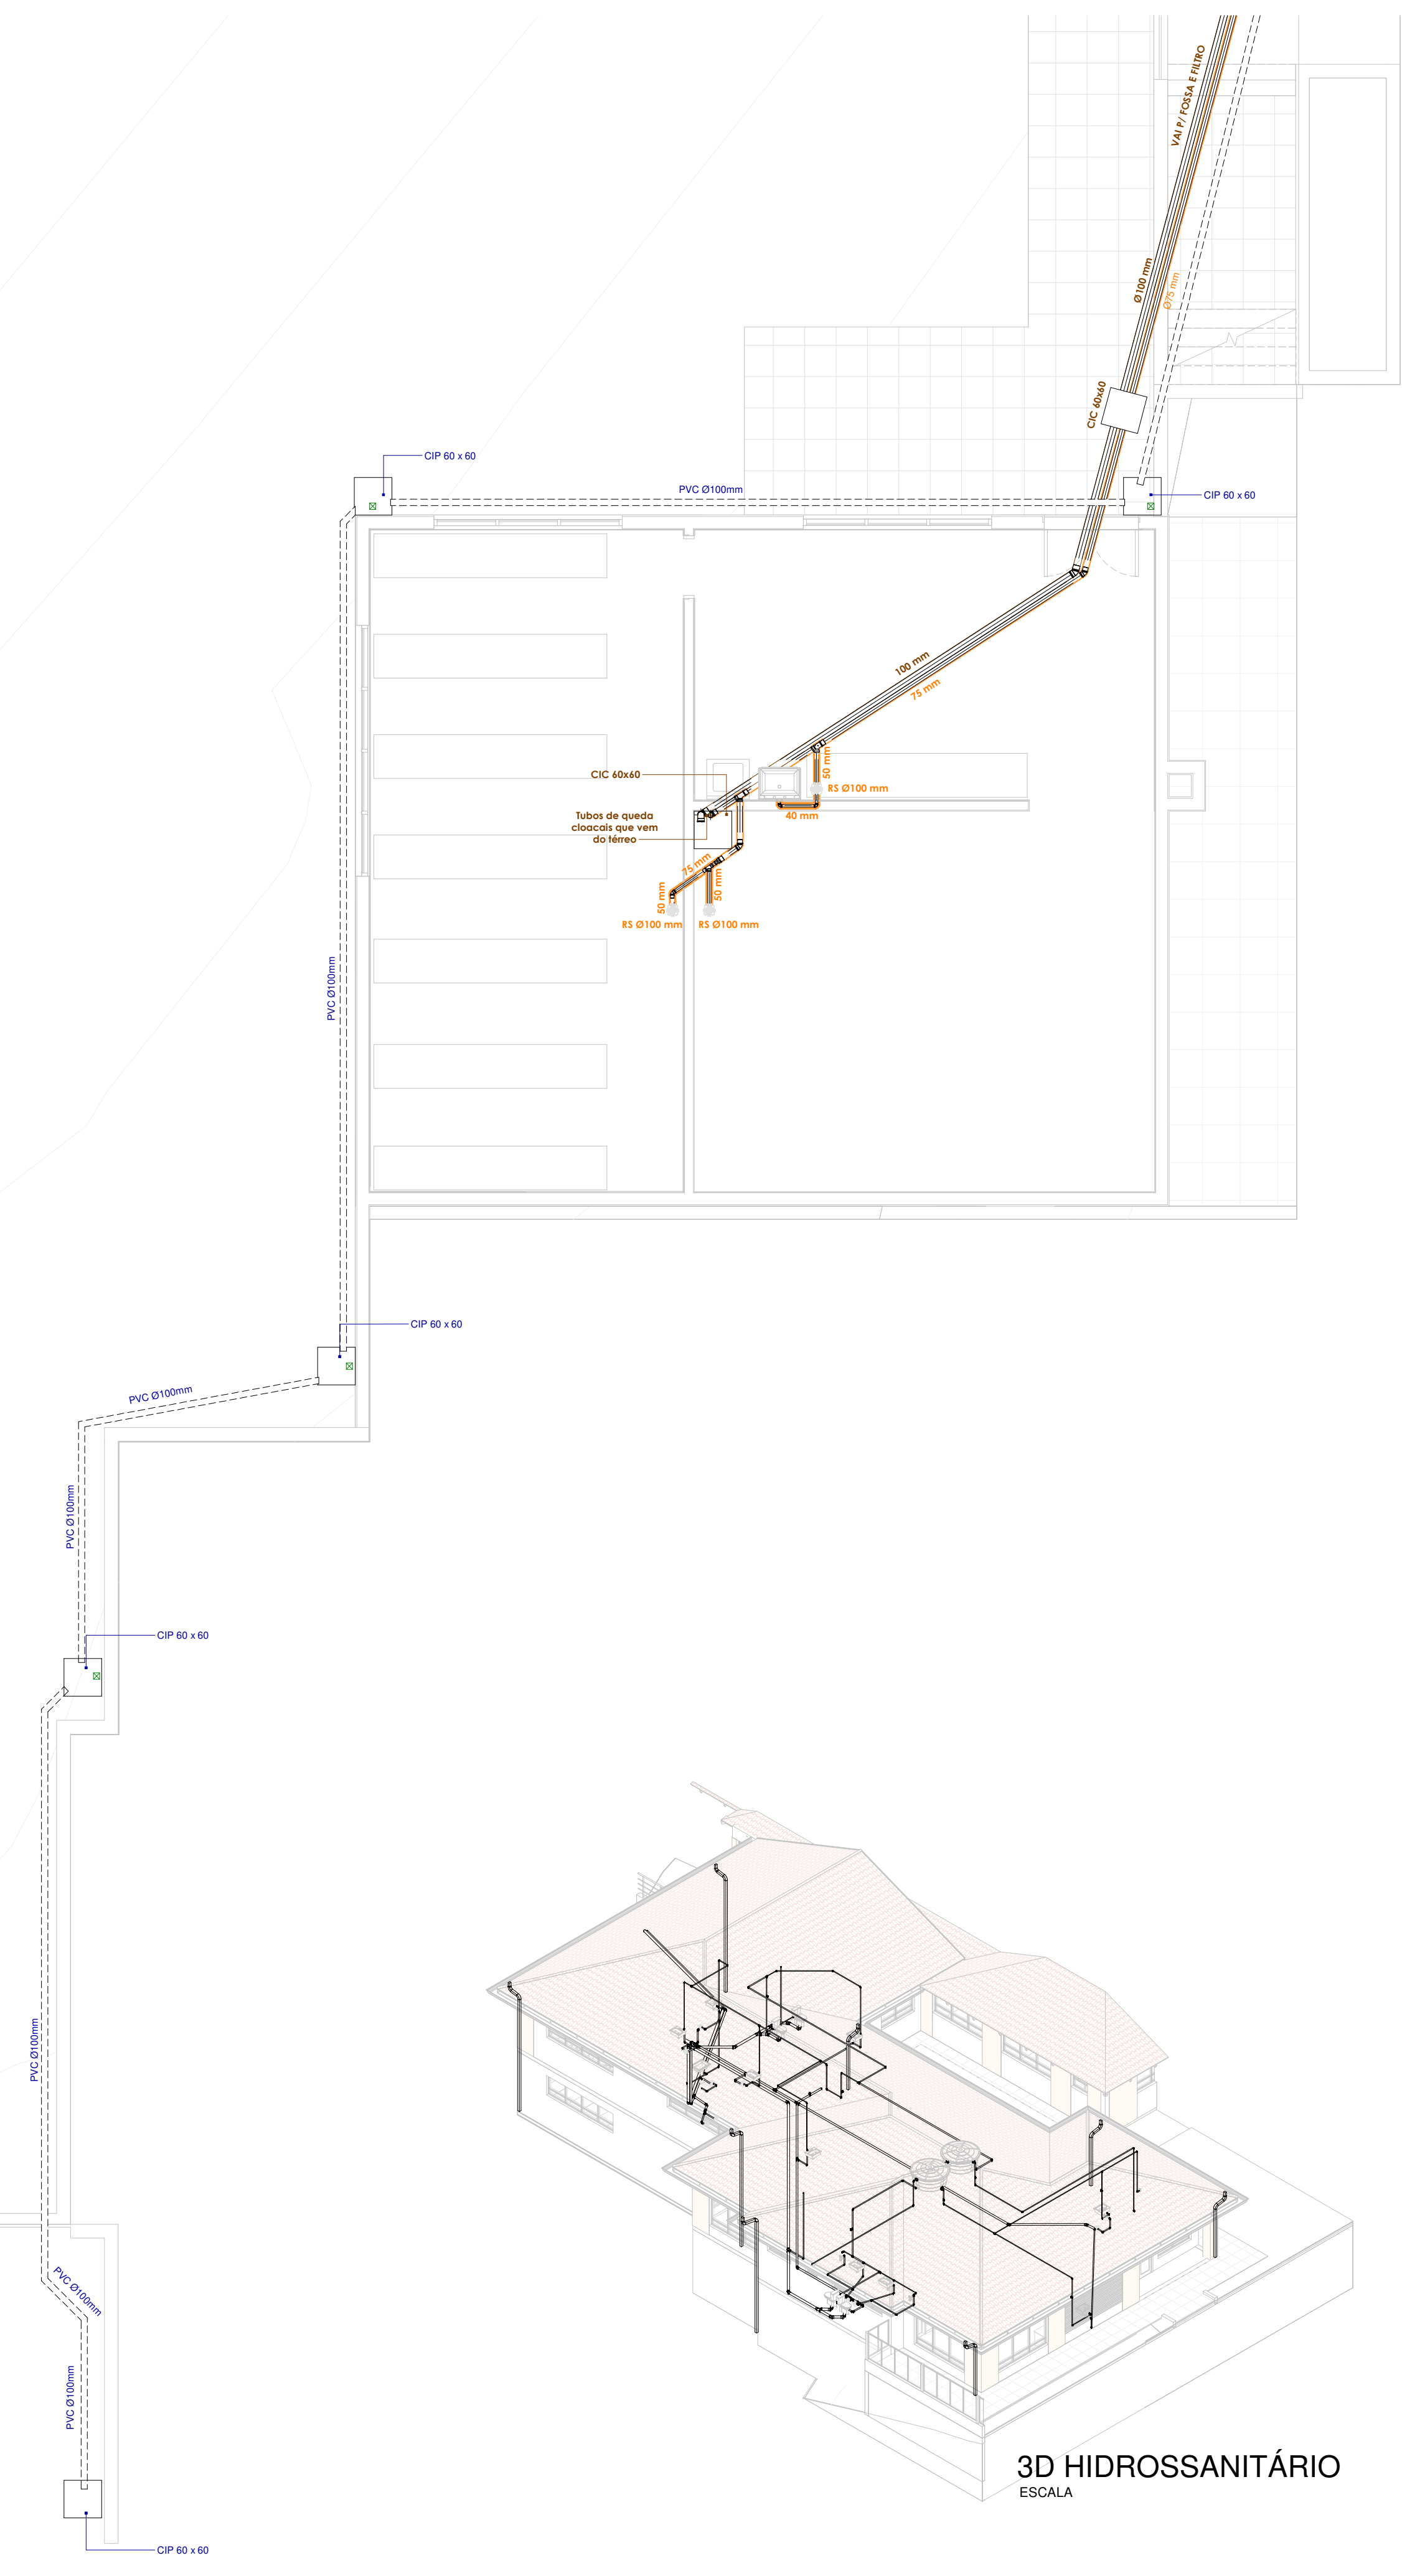 VAI P/ FOSSA E FILTRO
Ø100 mm
Ø75 mm
CIC 60x60
CIP 60 x 60
PVC Ø100mm
CIP 60 x 60
100 mm
75 mm
50 mm
CIC 60x60
RS Ø100 mm
40 mm
Tubos de queda
cloacais que vem
do térreo
75 mm
50 mm
50 mm
RS Ø100 mm
RS Ø100 mm
PVC Ø100mm
CIP 60 x 60
PVC Ø100mm
PVC Ø100mm
CIP 60 x 60
PVC Ø100mm
PVC Ø100mm
PVC Ø100mm
CIP 60 x 60
3D HIDROSSANITÁRIO
ESCALA